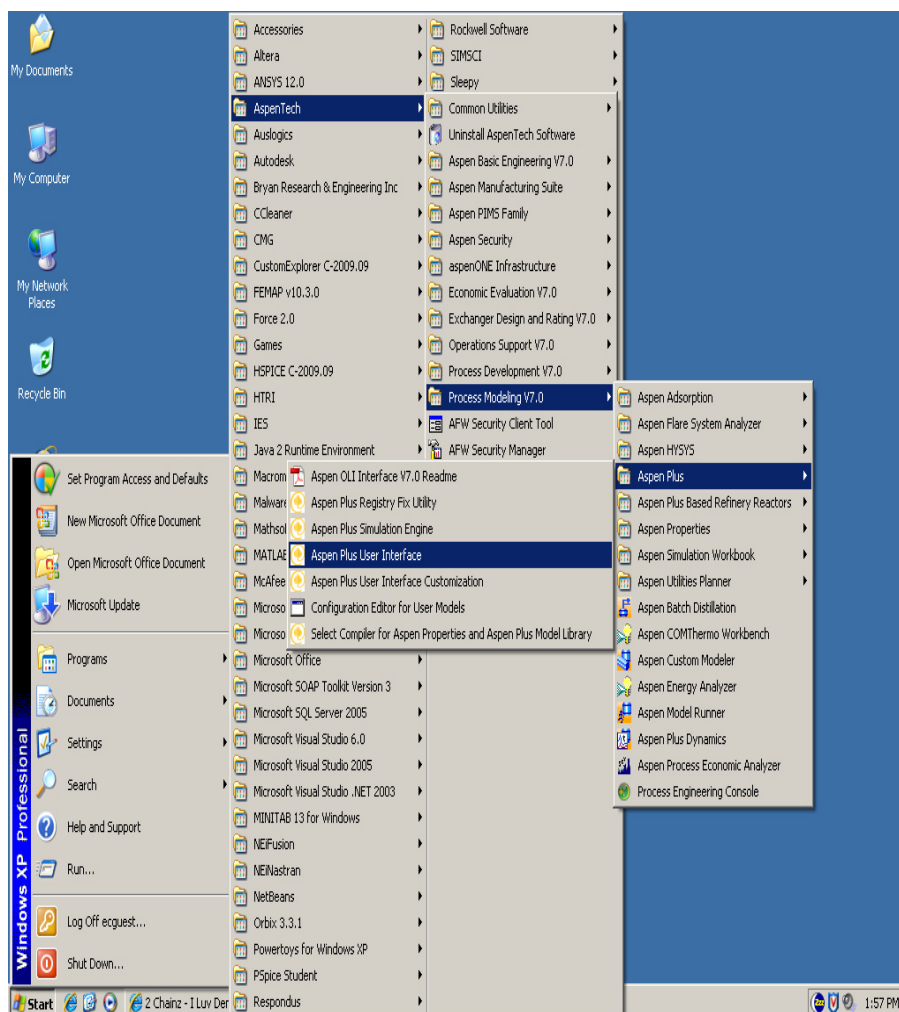 My Documents
My Computer
My Network
Places
Recycle Bin
Accessories
Altera
ANSYS 12.0
AspenTech
Auslogics
Autodesk
Bryan Research & Engineering Inc
CCleaner
CMG
CustomExplorer C-2009.09
FEMAP v10.3.0
Force 2.0
Games
HSPICE C-2009.09
HTRI
IES
Java 2 Runtime Environment
Macrom
Malware
Mathsol
MATLAB
McAfee
Microso
Microso
Microsoft Office
Microsoft SOAP Toolkit Version 3
Microsoft SQL Server 2005
Microsoft Visual Studio 6.0
Microsoft Visual Studio 2005
Microsoft Visual Studio .NET 2003
MINITAB 13 for Windows
NEiFusion
NEiNastran
NetBeans
Orbix 3.3.1
Powertoys for Windows XP
PSpice Student
Respondus
Rockwell Software
SIMSCI
Sleepy
Common Utilities
Uninstall AspenTech Software
Aspen Basic Engineering V7.0
Aspen Manufacturing Suite
Aspen PIMS Family
Aspen Security
aspenONE Infrastructure
Economic Evaluation V7.0
Exchanger Design and Rating V7.0
Operations Support V7.0
Process Development V7.0
Process Modeling V7.0
AFW Security Client Tool
AFW Security Manager
Aspen Adsorption
Aspen Flare System Analyzer
Aspen HYSYS
Aspen Plus
Aspen Plus Based Refinery Reactors
Aspen Properties
Aspen Simulation Workbook
Aspen Utilities Planner
Aspen Batch Distillation
Aspen COMThermo Workbench
Aspen Custom Modeler
Aspen Energy Analyzer
Aspen Model Runner
Aspen Plus Dynamics
Aspen Process Economic Analyzer
Process Engineering Console
Aspen OLI Interface V7.0 Readme
Aspen Plus Registry Fix Utility
Aspen Plus Simulation Engine
Aspen Plus User Interface
Aspen Plus User Interface Customization
Configuration Editor for User Models
Select Compiler for Aspen Properties and Aspen Plus Model Library
Set Program Access and Defaults
New Microsoft Office Document
Open Microsoft Office Document
Microsoft Update
Programs
Documents
Settings
Search
Help and Support
Run...
Log Off ecguest...
Shut Down...
Windows XP Professional
Start
2 Chainz - I Luv Der
1:57 PM